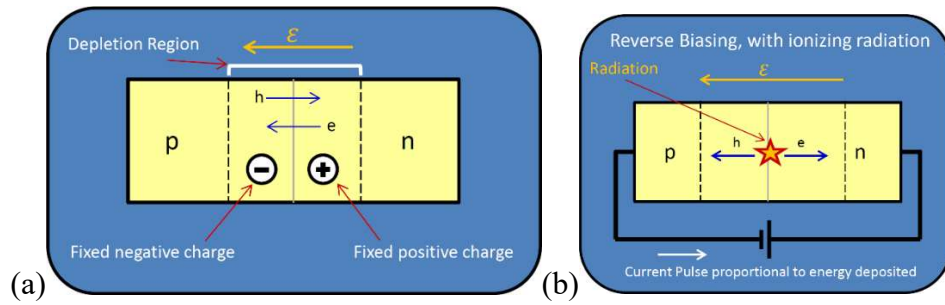 (a)
Depletion Region
ε
h
e
p
n
−
+
Fixed negative charge
Fixed positive charge
(b)
Reverse Biasing, with ionizing radiation
Radiation
ε
p
h
e
n
Current Pulse proportional to energy deposited